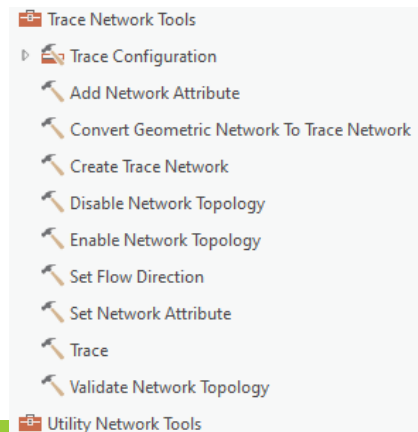 Trace Network Tools
Trace Configuration
Add Network Attribute
Convert Geometric Network To Trace Network
Create Trace Network
Disable Network Topology
Enable Network Topology
Set Flow Direction
Set Network Attribute
Trace
Validate Network Topology
Utility Network Tools